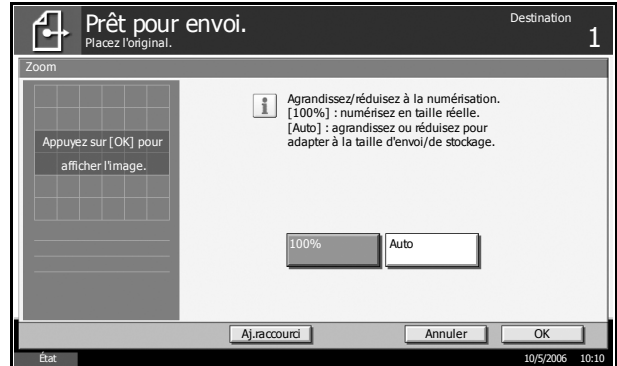 Prêt pour envoi.
Placez l'original.
Destination
1
Zoom
Appuyez sur [OK] pour
afficher l'image.
Agrandissez/réduisez à la numérisation.
[100%] : numérisez en taille réelle.
[Auto] : agrandissez ou réduisez pour
adapter à la taille d'envoi/de stockage.
100%
Auto
Aj.raccourci
Annuler
OK
État
10/5/2006 10:10